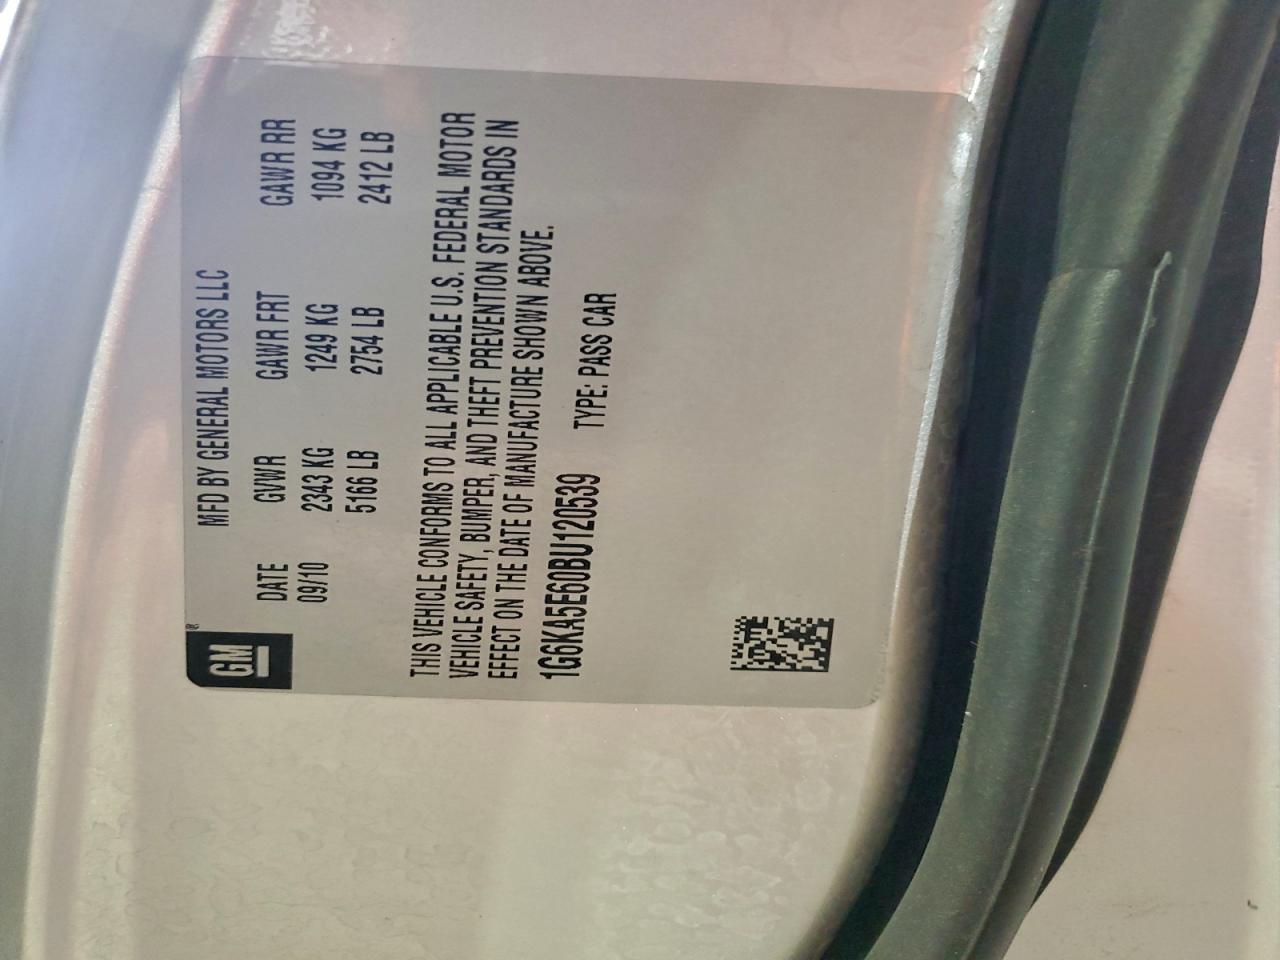 GM®
MFD BY GENERAL MOTORS LLC
DATE GVWR GAWR FRT GAWR RR
09/10 2343 KG 1249 KG 1094 KG
5166 LB 2754 LB 2412 LB
THIS VEHICLE CONFORMS TO ALL APPLICABLE U.S. FEDERAL MOTOR
VEHICLE SAFETY, BUMPER, AND THEFT PREVENTION STANDARDS IN
EFFECT ON THE DATE OF MANUFACTURE SHOWN ABOVE.
1G6KA5E60BU120539 TYPE: PASS CAR